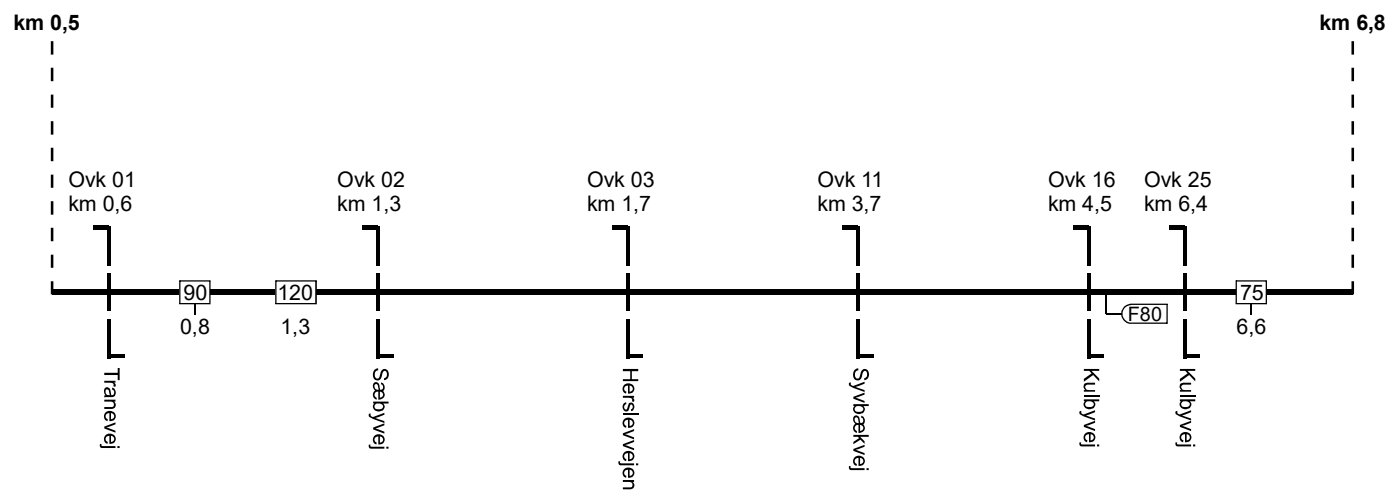 km 0,5
km 6,8
Ovk 01
km 0,6
Ovk 02
km 1,3
Ovk 03
km 1,7
Ovk 11
km 3,7
Ovk 16
km 4,5
Ovk 25
km 6,4
90
0,8
120
1,3
F80
75
6,6
Tranevej
Sæbyvej
Herslevvejen
Syvbækvej
Kulbyvej
Kulbyvej